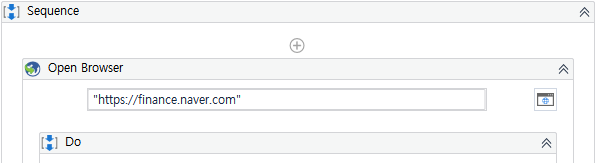 Sequence
Open Browser
"https://finance.naver.com"
Do